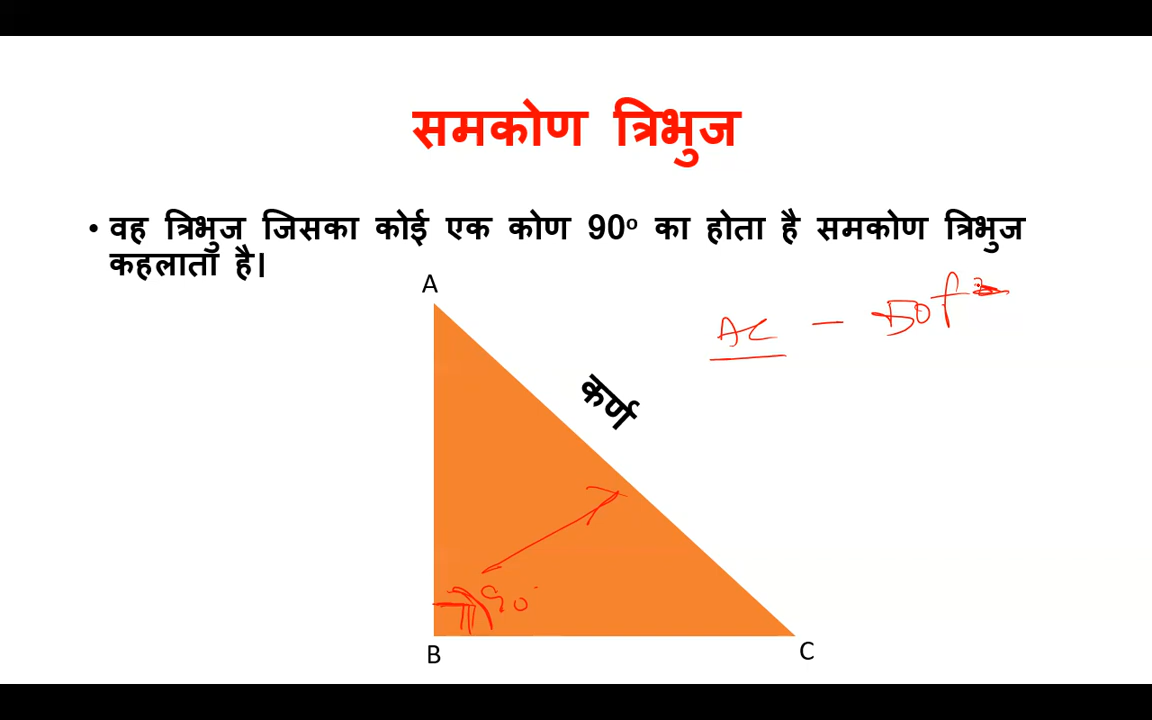 समकोण त्रिभुज
• वह त्रिभुज जिसका कोई एक कोण 90° का होता है समकोण त्रिभुज
कहलाता है।
A
AC –
कर्ण
90°
B
C